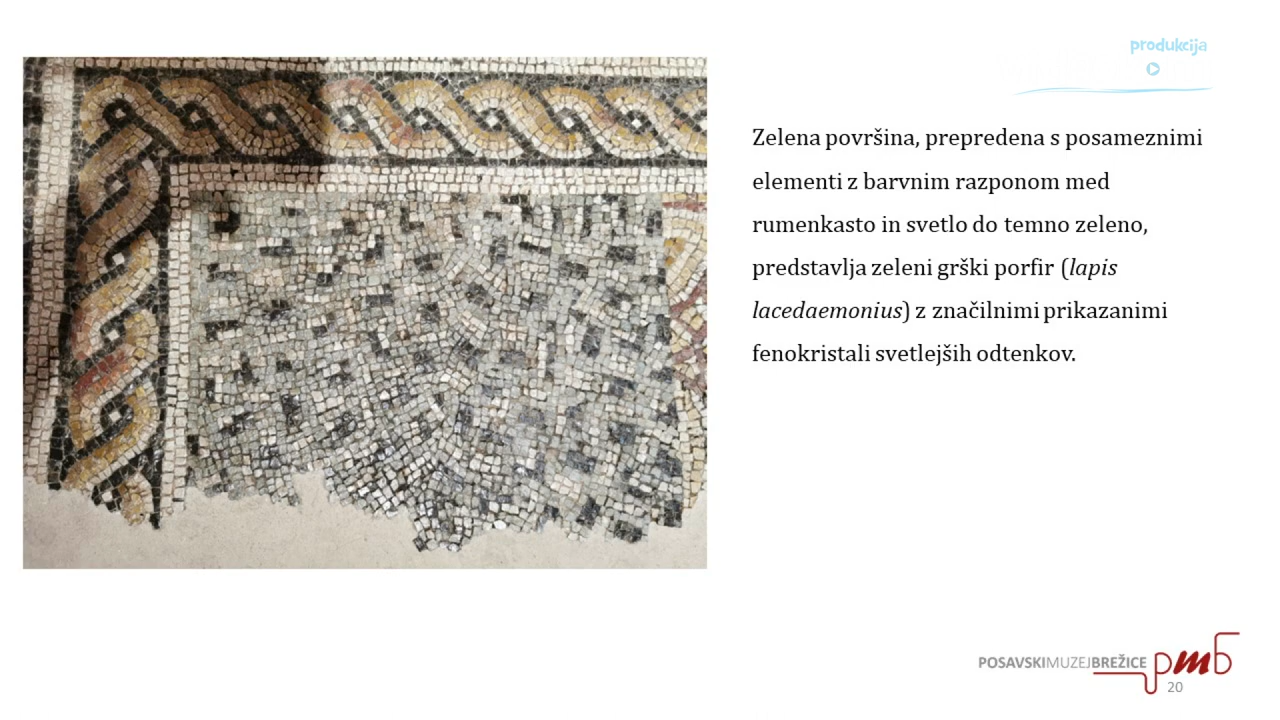 produkcija
Zelena površina, prepredena s posameznimi
elementi z barvnim razponom med
rumenkasto in svetlo do temno zeleno,
predstavlja zeleni grški porfir (lapis
lacedaemonius) z značilnimi prikazanimi
fenokristali svetlejših odtenkov.
POSAVSKIMUZEJBREŽICE pmb
20